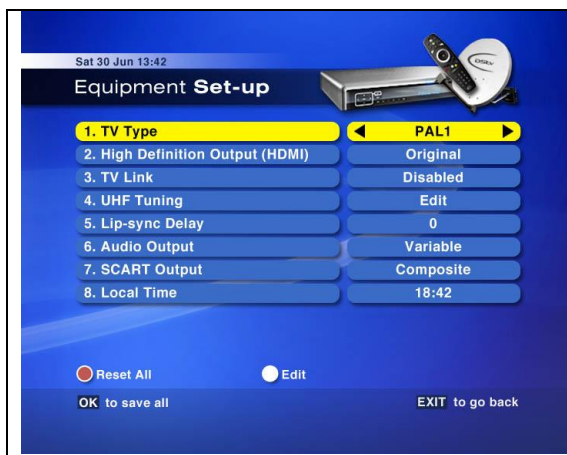 Sat 30 Jun 13:42
Equipment Set-up
DStv
1. TV Type PAL1
2. High Definition Output (HDMI) Original
3. TV Link Disabled
4. UHF Tuning Edit
5. Lip-sync Delay 0
6. Audio Output Variable
7. SCART Output Composite
8. Local Time 18:42
Reset All Edit
OK to save all EXIT to go back